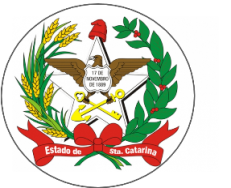 17 DE
NOVEMBRO
DE 1889
Estado de Sta. Catarina